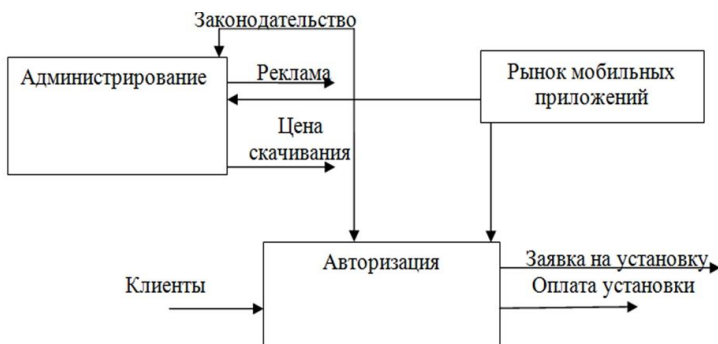 Законодательство
Администрирование
Реклама
Рынок мобильных
приложений
Цена
скачивания
Авторизация
Клиенты
Заявка на установку
Оплата установки